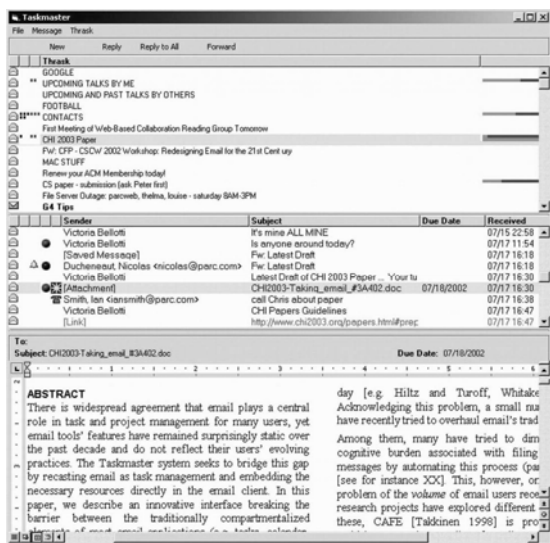 Taskmaster
File Message Thrask
New Reply Reply to All Forward
Thrask
GOOGLE
UPCOMING TALKS BY ME
UPCOMING AND PAST TALKS BY OTHERS
FOOTBALL
CONTACTS
First Meeting of Web-Based Collaboration Reading Group Tomorrow
CHI 2003 Paper
FW: CFP - CSCW 2002 Workshop: Redesigning Email for the 21st Cent ury
MAC STUFF
Renew your ACM Membership today!
CS paper - submission (ask Peter first)
File Server Outage: parcweb, thelma, louise - saturday 8AM-3PM
G4 Tips
Sender Subject Due Date Received
Victoria Bellotti It's mine ALL MINE 07/15 22:58
Victoria Bellotti Is anyone around today? 07/17 11:54
[Saved Message] Fw: Latest Draft 07/17 16:18
Ducheneaut, Nicolas <nicolas@parc.com> Fw: Latest Draft 07/17 16:18
Victoria Bellotti Latest Draft of CHI 2003 Paper ... Your tu 07/17 16:30
[Attachment] CHI2003-Taking_email_#3A402.doc 07/18/2002 07/17 16:30
Smith, Ian <iansmith@parc.com> call Chris about paper 07/17 16:38
Victoria Bellotti CHI Papers Guidelines 07/17 16:47
[Link] http://www.chi2003.org/papers.html#prep 07/17 16:47
To:
Subject: CHI2003-Taking_email_#3A402.doc Due Date: 07/18/2002
1 2 3 4 5 6
ABSTRACT
There is widespread agreement that email plays a central
role in task and project management for many users, yet
email tools' features have remained surprisingly static over
the past decade and do not reflect their users' evolving
practices. The Taskmaster system seeks to bridge this gap
by recasting email as task management and embedding the
necessary resources directly in the email client. In this
paper, we describe an innovative interface breaking the
barrier between the traditionally compartmentalized
day [e.g. Hiltz and Turoff, Whitake
Acknowledging this problem, a small nu
have recently tried to overhaul email's trad
Among them, many have tried to dim
cognitive burden associated with filing
messages by automating this process (pa
[see for instance XX]. This, however, or
problem of the volume of email users rece
research projects have explored different
these, CAFE [Takkinen 1998] is pro